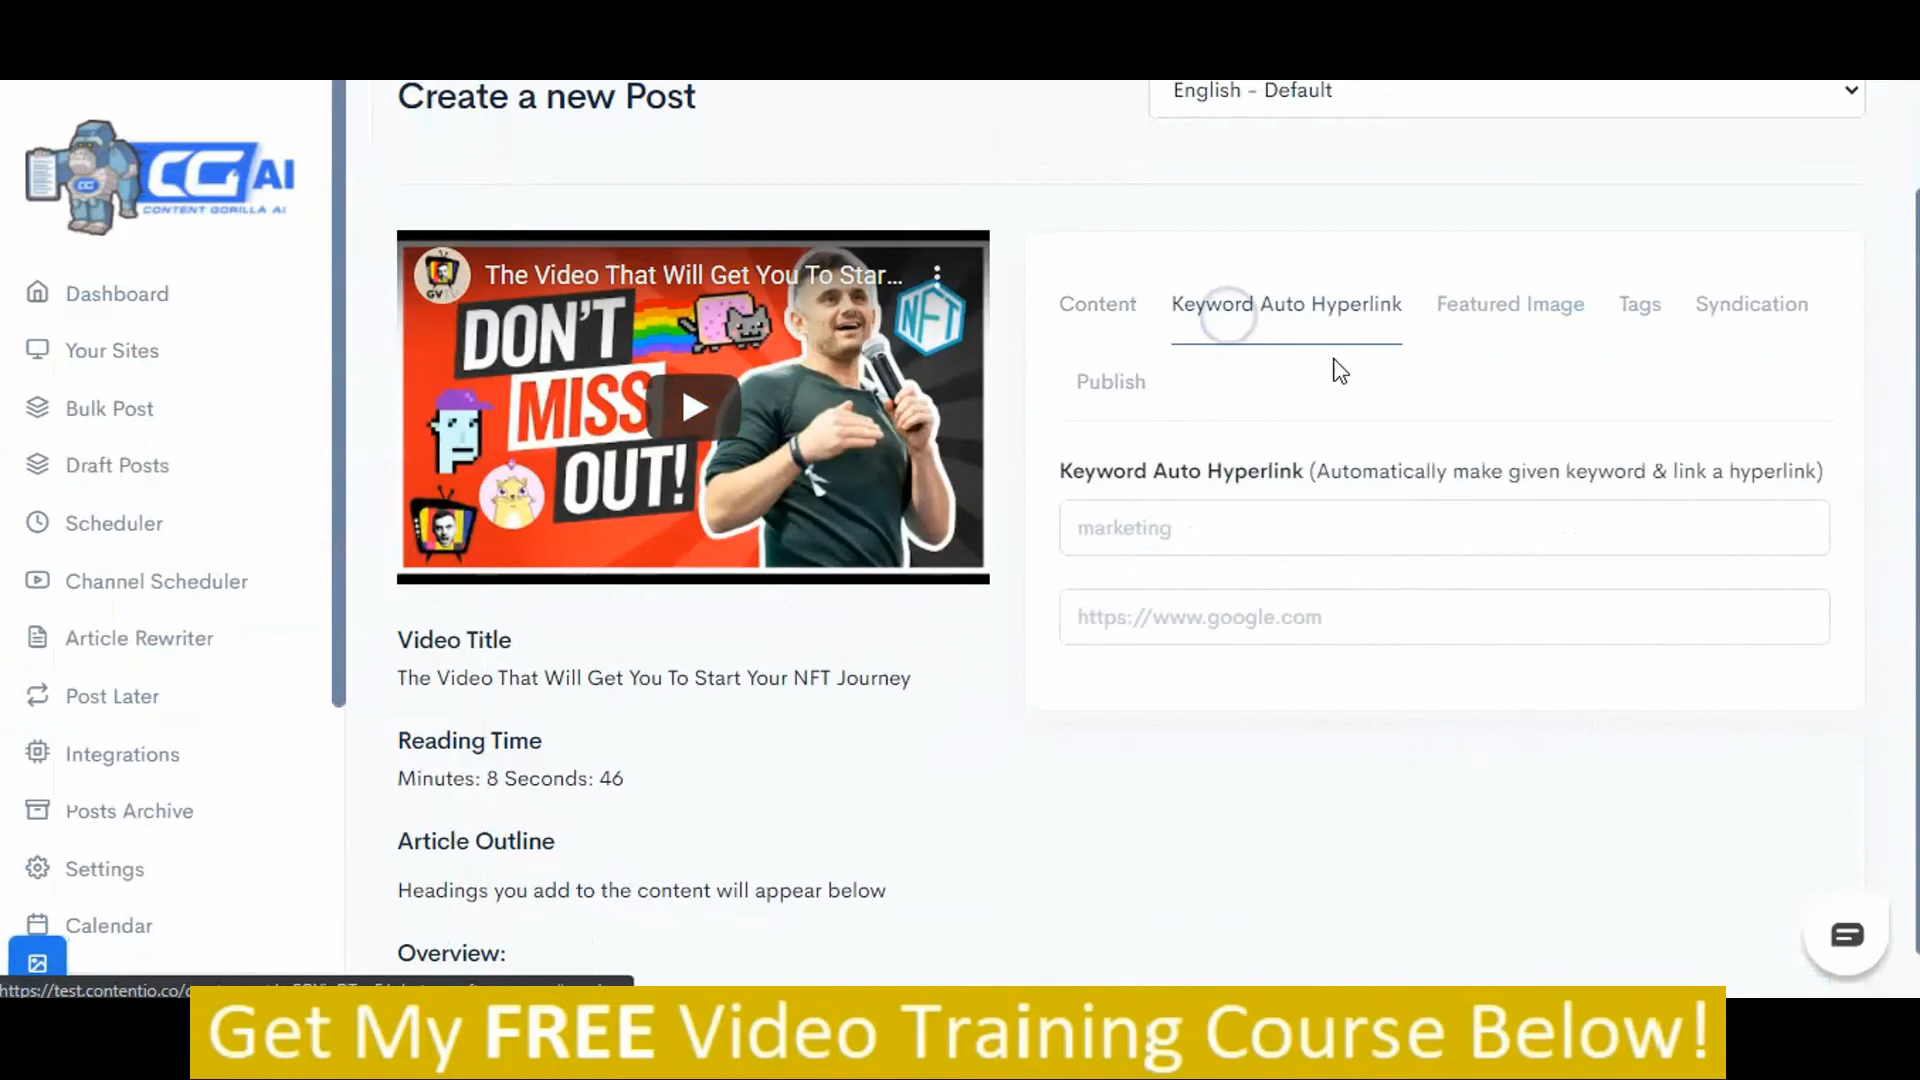 Create a new Post
English - Default
CG AI
CONTENT GORILLA AI
CG
Dashboard
Your Sites
Bulk Post
Draft Posts
Scheduler
Channel Scheduler
Article Rewriter
Post Later
Integrations
Posts Archive
Settings
Calendar
GV
The Video That Will Get You To Star...
DON'T
MISS
OUT!
NFT
Video Title
The Video That Will Get You To Start Your NFT Journey
Reading Time
Minutes: 8 Seconds: 46
Article Outline
Headings you add to the content will appear below
Overview:
Content
Keyword Auto Hyperlink
Featured Image
Tags
Syndication
Publish
Keyword Auto Hyperlink (Automatically make given keyword & link a hyperlink)
marketing
https://www.google.com
https://test.contentio.co/
Get My FREE Video Training Course Below!